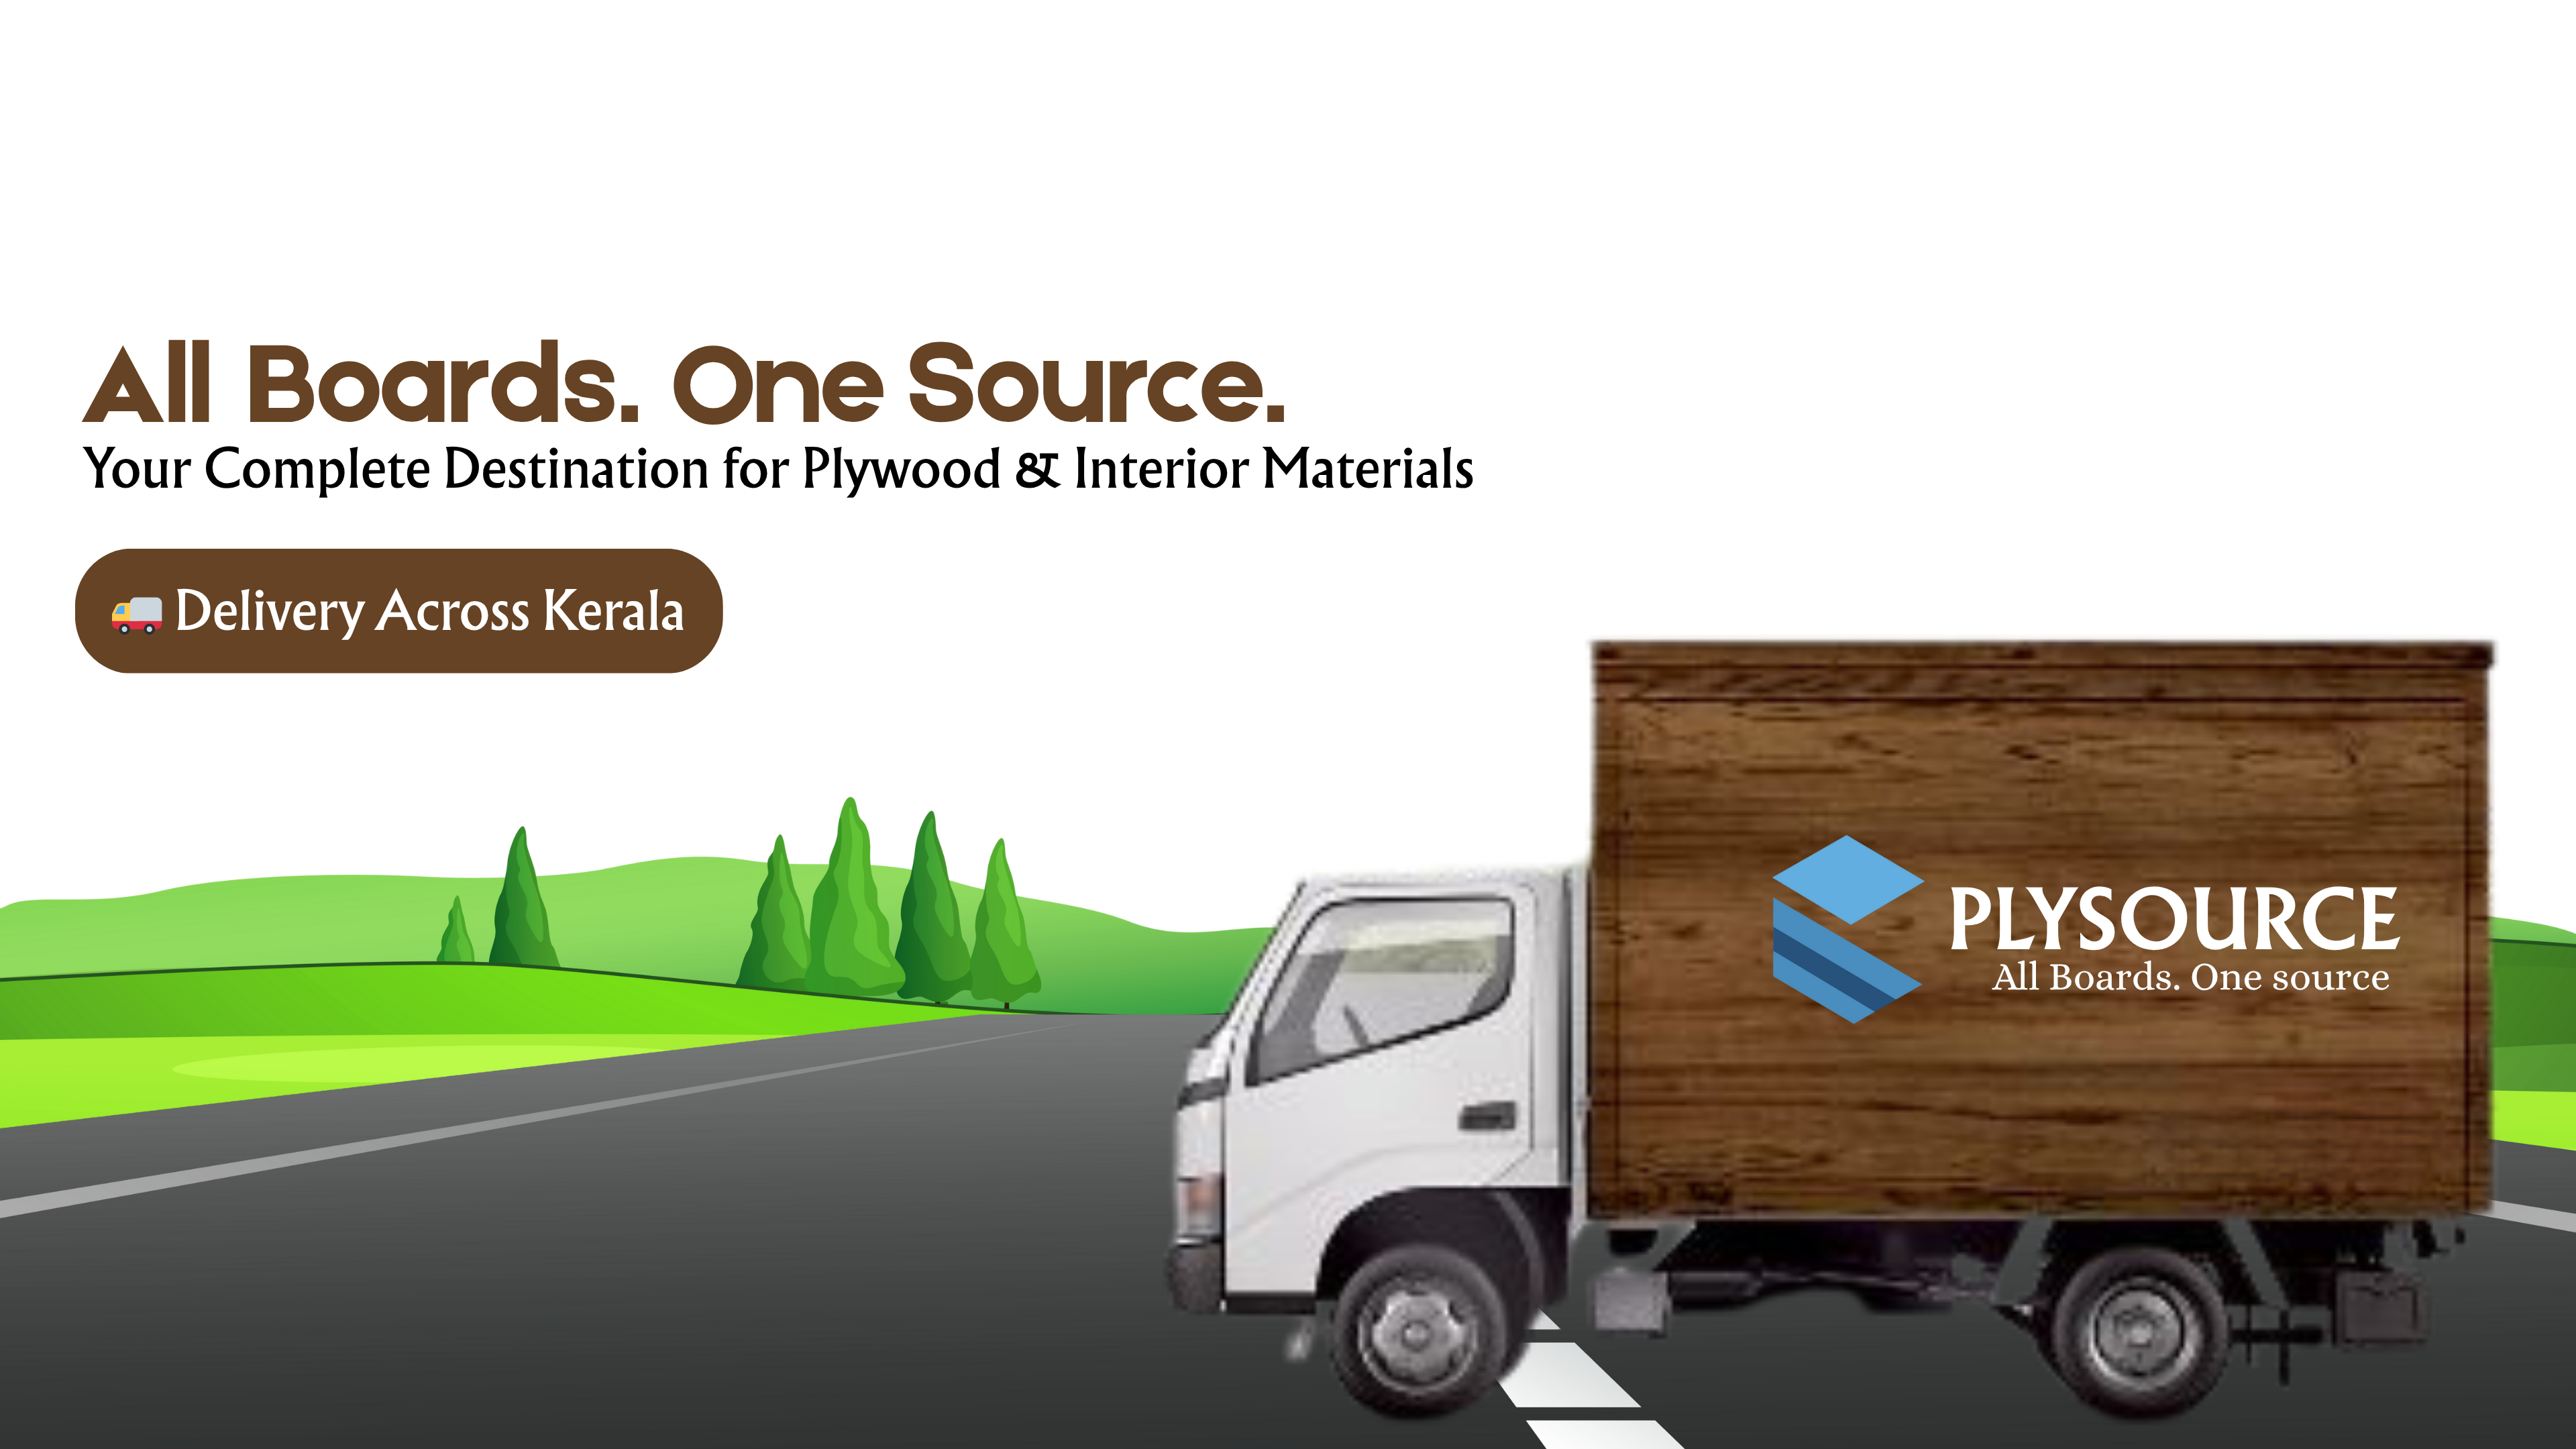 All Boards. One Source.
Your Complete Destination for Plywood & Interior Materials
🚚 Delivery Across Kerala
PLYSOURCE
All Boards. One source